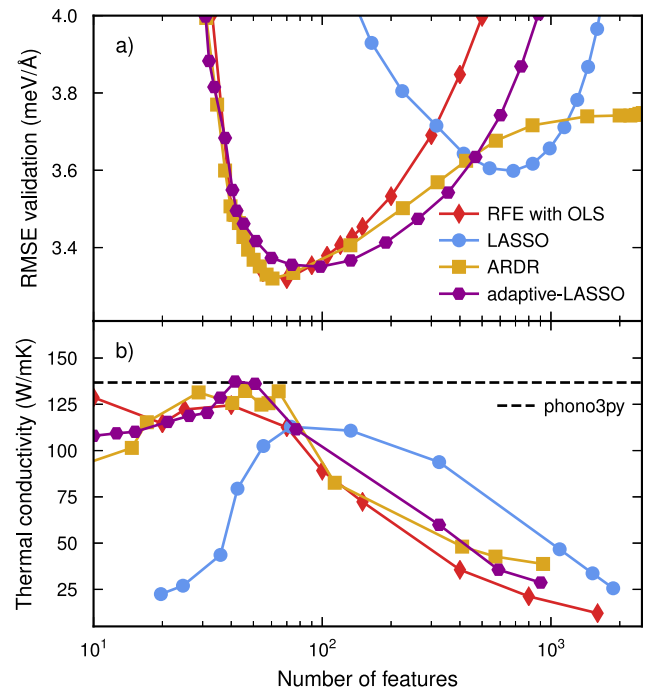 4.0
3.8
3.6
3.4
RMSE validation (meV/Å)
a)
RFE with OLS
LASSO
ARDR
adaptive-LASSO
b)
150
125
100
75
50
25
Thermal conductivity (W/mK)
phono3py
10¹
10²
10³
Number of features